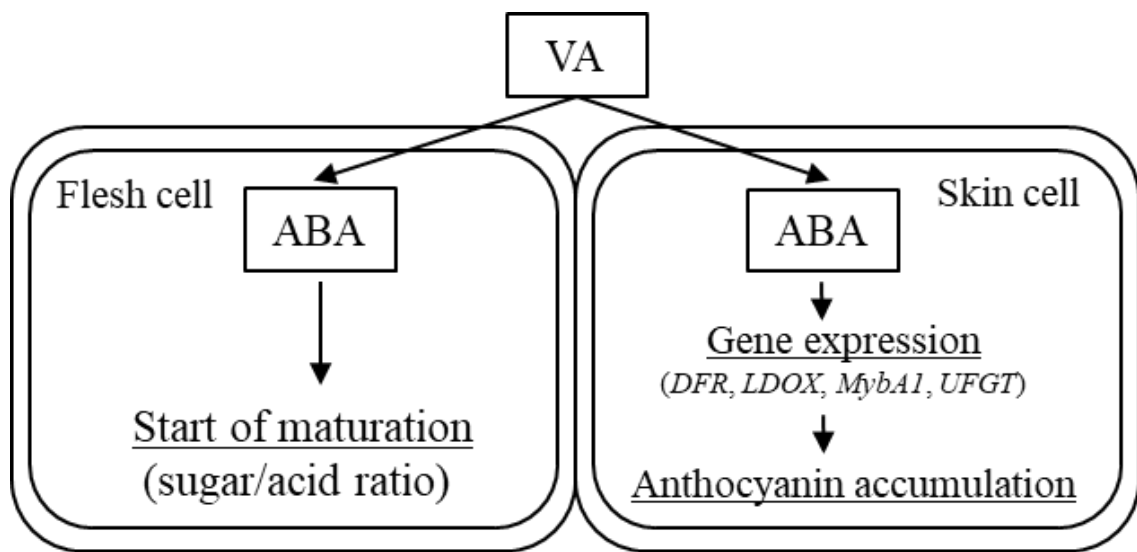 VA
Flesh cell
ABA
Start of maturation
(sugar/acid ratio)
Skin cell
ABA
Gene expression
(DFR, LDOX, MybA1, UFGT)
Anthocyanin accumulation